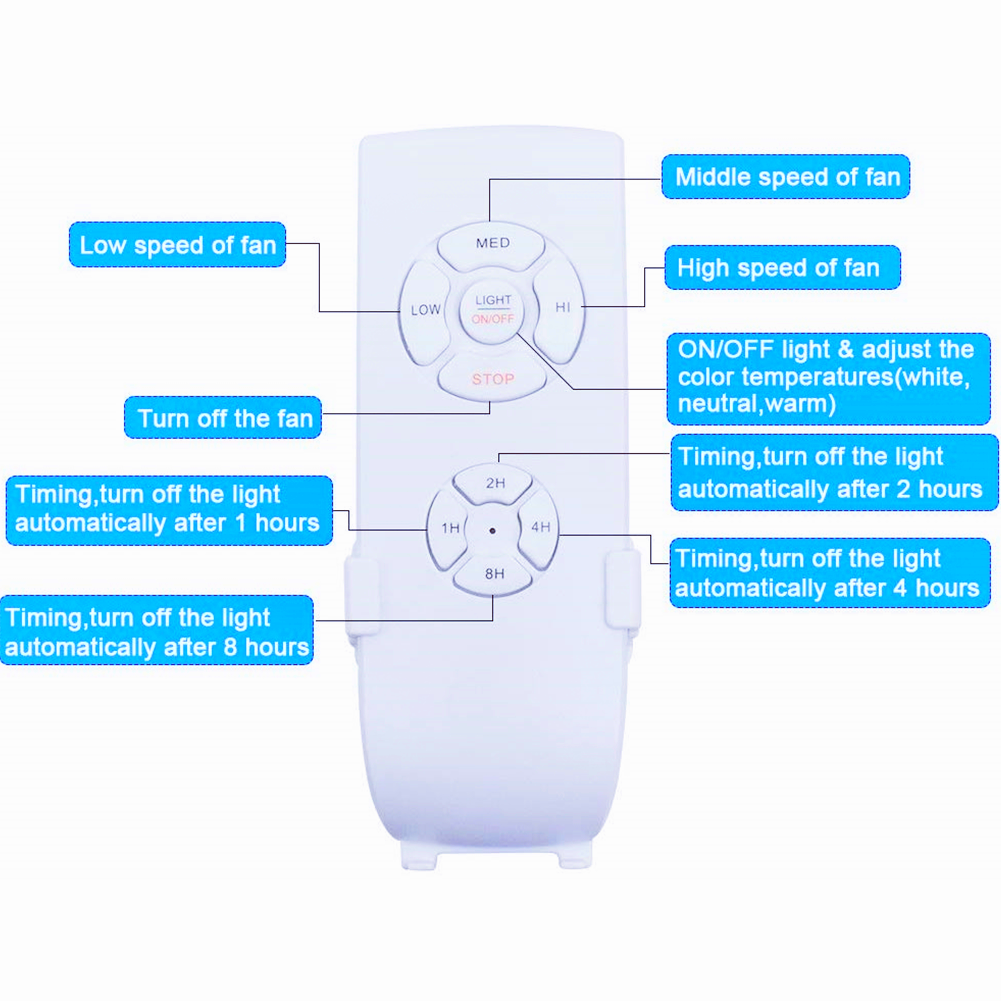 Middle speed of fan
Low speed of fan
MED
High speed of fan
LIGHT
LOW
HI
ON/OFF
ON/OFF light & adjust the
color temperatures(white,
neutral,warm)
STOP
Turn off the fan
Timing,turn off the light
automatically after 2 hours
2H
Timing,turn off the light
automatically after 1 hours
1H
4H
Timing,turn off the light
automatically after 4 hours
8H
Timing,turn off the light
automatically after 8 hours